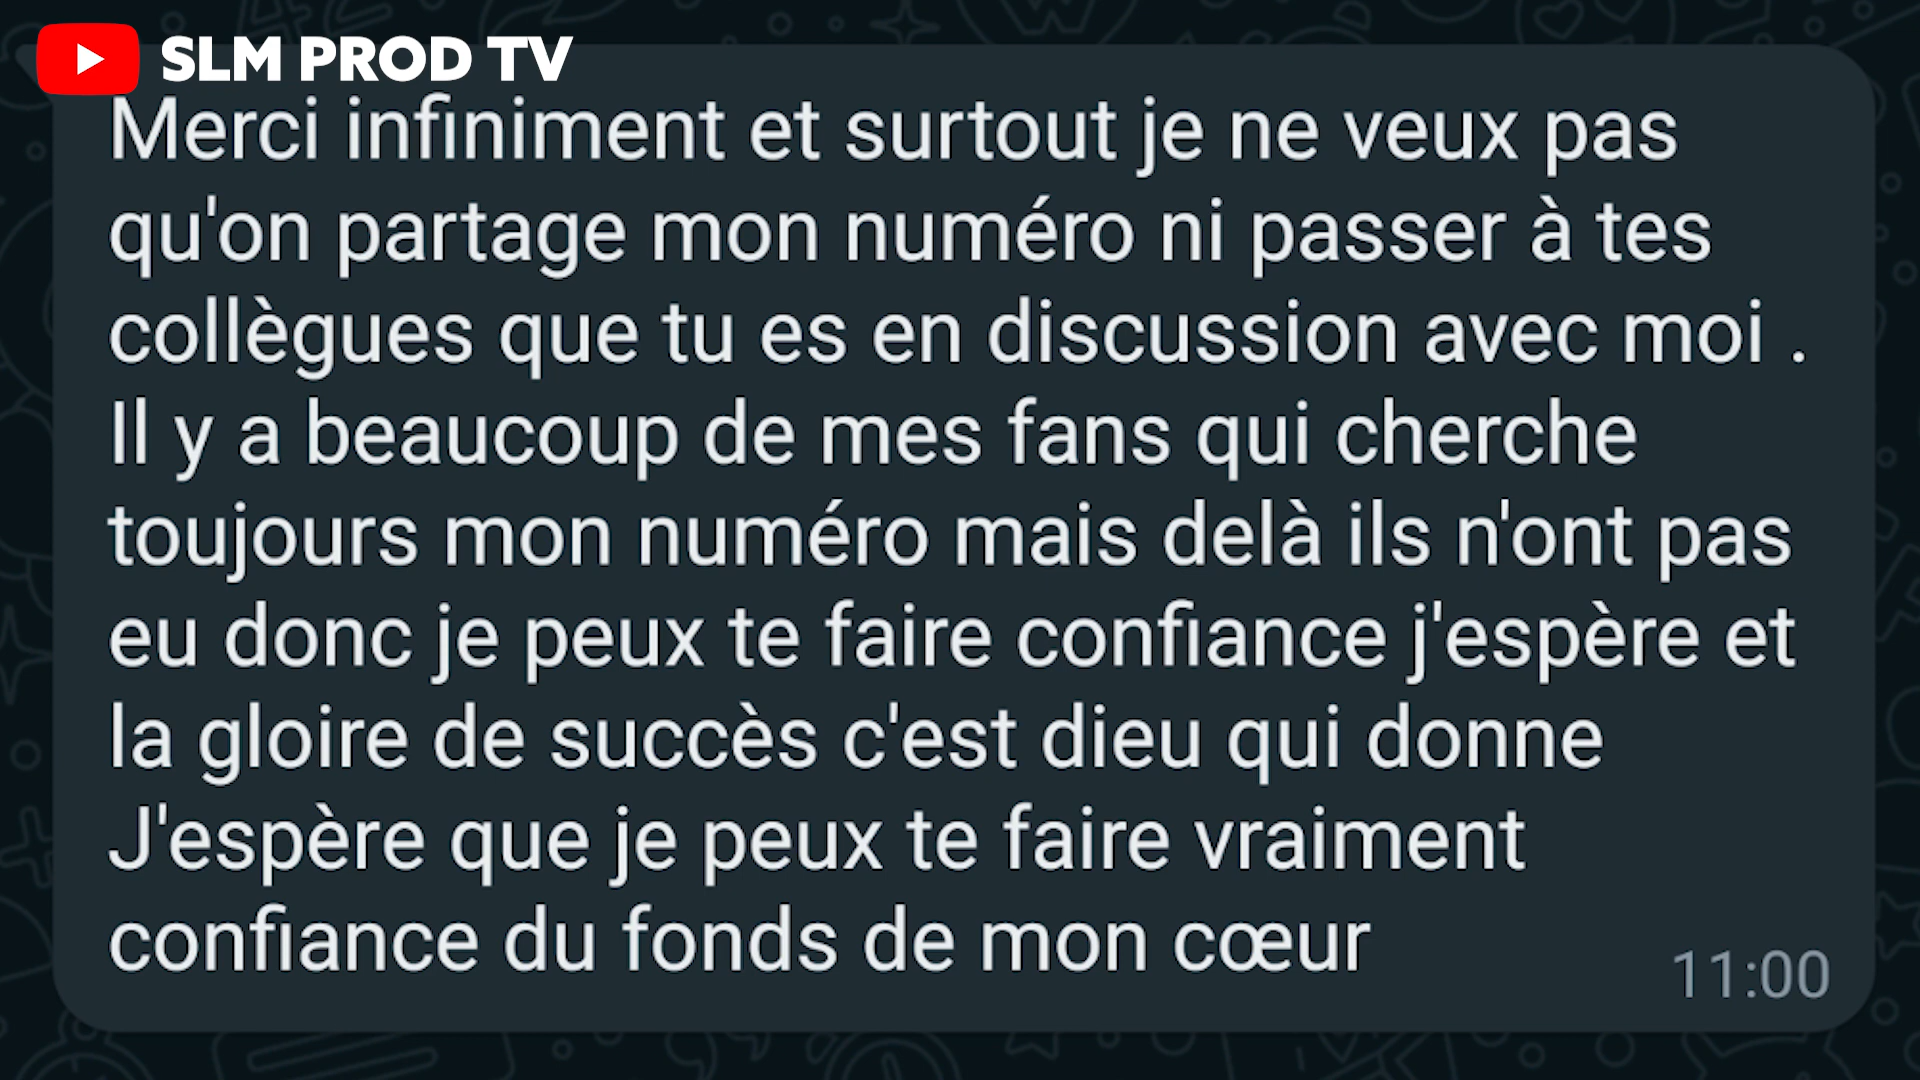 SLM PROD TV
Merci infiniment et surtout je ne veux pas
qu'on partage mon numéro ni passer à tes
collègues que tu es en discussion avec moi .
Il y a beaucoup de mes fans qui cherche
toujours mon numéro mais delà ils n'ont pas
eu donc je peux te faire confiance j'espère et
la gloire de succès c'est dieu qui donne
J'espère que je peux te faire vraiment
confiance du fonds de mon cœur
11:00